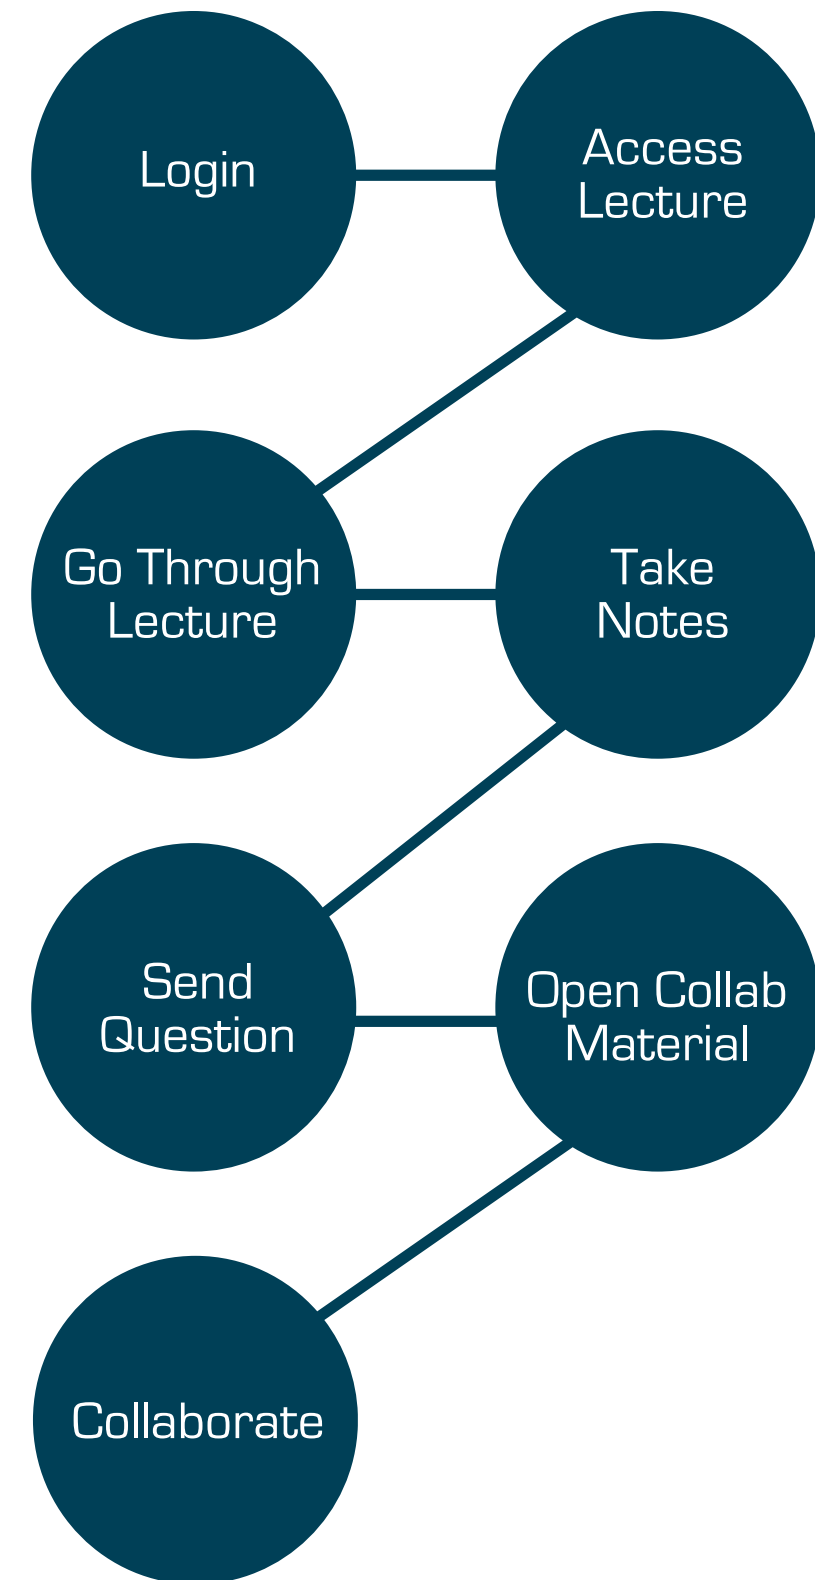 Login
Access
Lecture
Go Through
Lecture
Take
Notes
Send
Question
Open Collab
Material
Collaborate